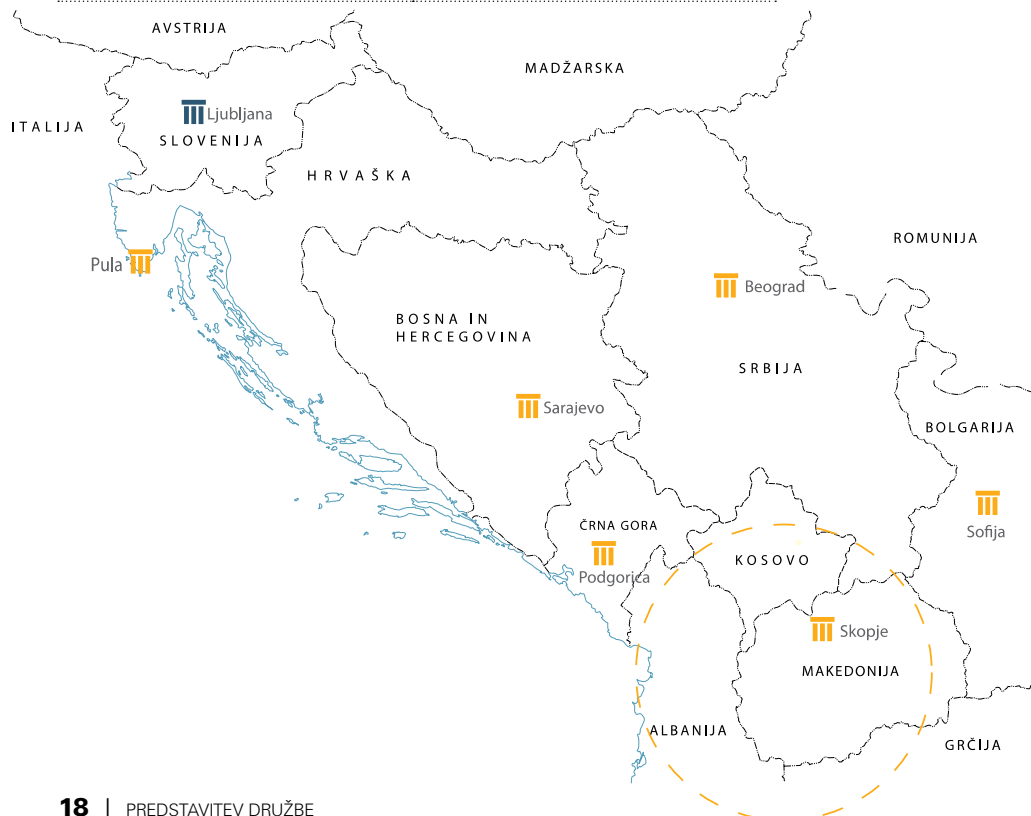 AVSTRIJA
MADŽARSKA
Ljubljana
ITALIJA
SLOVENIJA
HRVAŠKA
ROMUNIJA
Pula
Beograd
BOSNA IN
HERCEGOVINA
SRBIJA
Sarajevo
BOLGARIJA
ČRNA GORA
Sofija
KOSOVO
Podgorica
Skopje
MAKEDONIJA
ALBANIJA
GRČIJA
18 | PREDSTAVITEV DRUŽBE